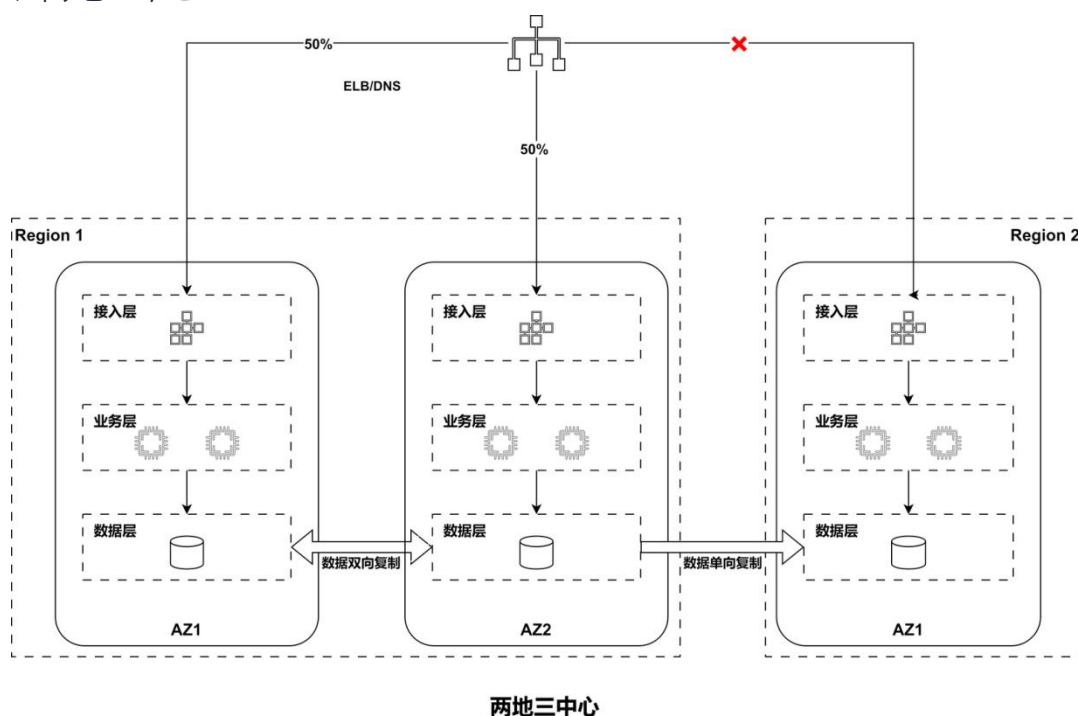 50%
ELB/DNS
50%
Region 1
Region 2
接入层
接入层
接入层
业务层
业务层
业务层
数据层
数据层
数据层
数据双向复制
数据单向复制
AZ1
AZ2
AZ1
两地三中心